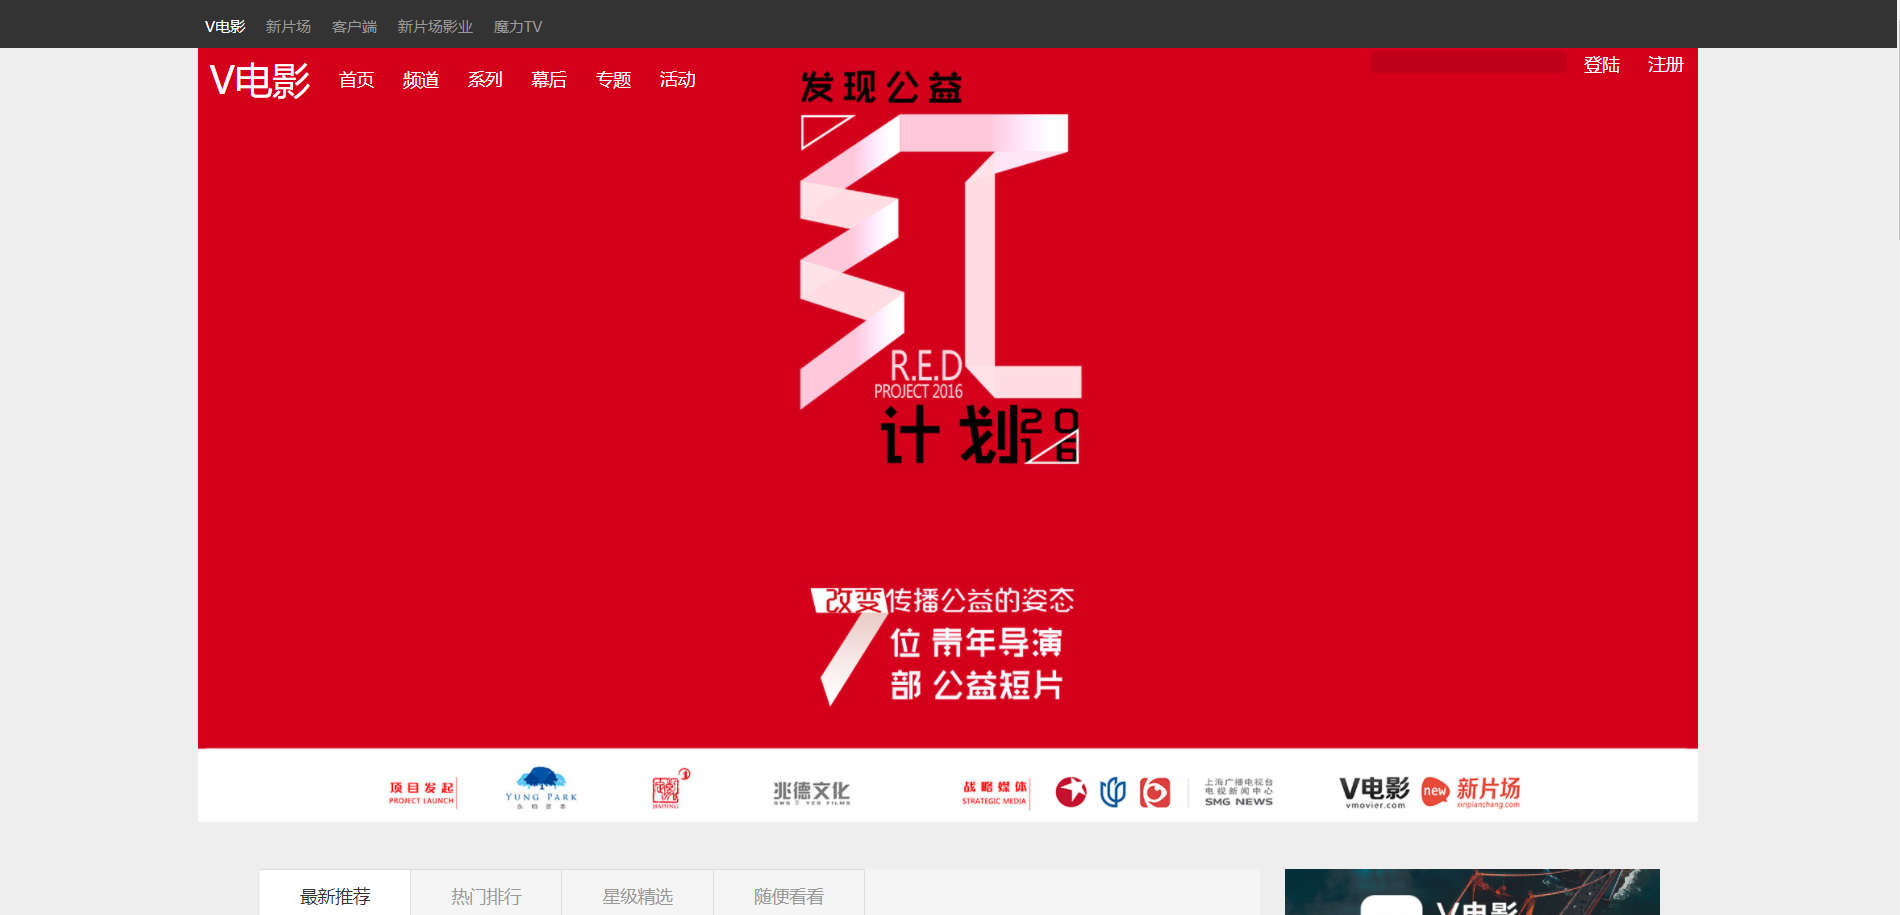 V电影 新片场 客户端 新片场影业 魔力TV
V电影 首页 频道 系列 幕后 专题 活动
登陆 注册
发现公益
红
R.E.D
PROJECT 2016
计划 2016
改变传播公益的姿态
7位 青年导演
部 公益短片
项目发起
PROJECT LAUNCH
YUNG PARK
兆德文化
战略媒体
STRATEGIC MEDIA
上海广播电视台
电视新闻中心
SMG NEWS
V电影
vmovier.com
new 新片场
xinpianchang.com
最新推荐 热门排行 星级精选 随便看看
V电影